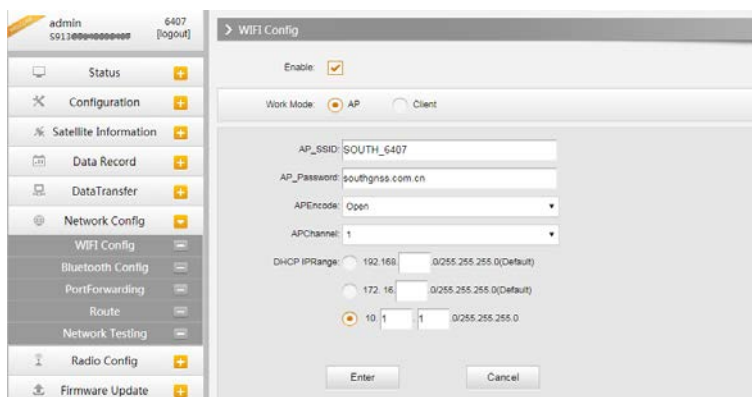 admin 6407
[logout]
Status
Configuration
Satellite Information
Data Record
DataTransfer
Network Config
WIFI Config
Bluetooth Config
PortForwarding
Route
Network Testing
Radio Config
Firmware Update
WIFI Config
Enable:
Work Mode: AP Client
AP_SSID: SOUTH_6407
AP_Password: southgnss.com.cn
APEncode: Open
APChannel: 1
DHCP IPRange: 192.168. .0/255.255.255.0(Default)
172. 16. .0/255.255.255.0(Default)
10. 1 .1 .0/255.255.255.0
Enter Cancel